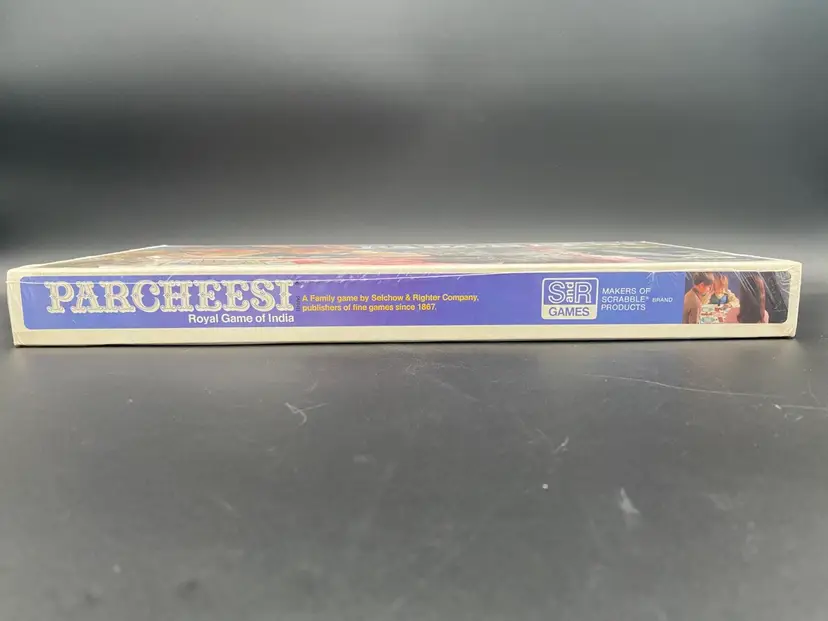 PARCHEESI
Royal Game of India
A Family game by Selchow & Righter Company,
publishers of fine games since 1867.
SandR
GAMES
MAKERS OF
SCRABBLE® BRAND
PRODUCTS